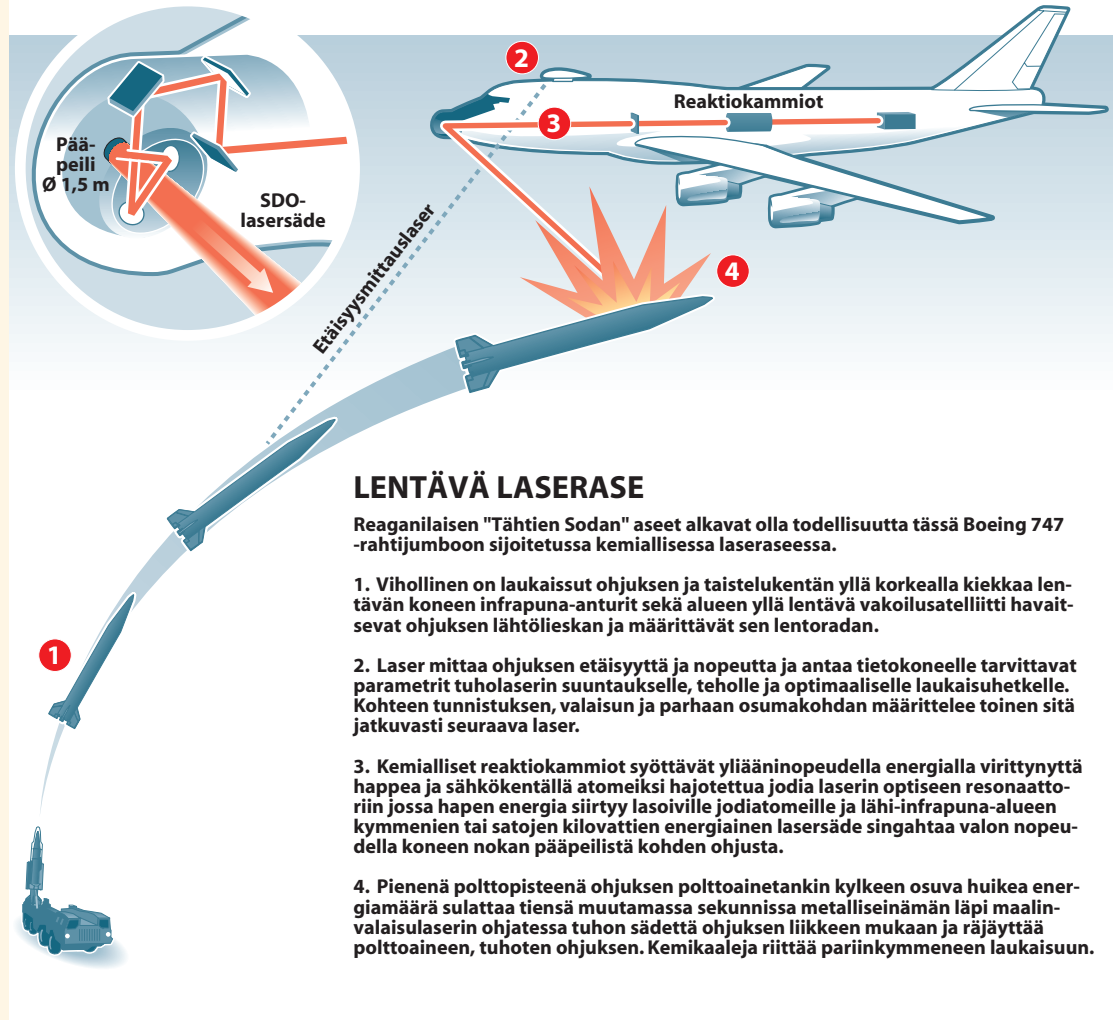 2
Reaktiokammiot
3
Pää-
peili
Ø 1,5 m
SDO-
lasersäde
Etäisyysmittauslaser
4
1
LENTÄVÄ LASERASE
Reaganilaisen "Tähtien Sodan" aseet alkavat olla todellisuutta tässä Boeing 747
-rahtijumboon sijoitetussa kemiallisessa laseraseessa.
1. Vihollinen on laukaissut ohjuksen ja taistelukentän yllä korkealla kiekkaa len-
tävän koneen infrapuna-anturit sekä alueen yllä lentävä vakoilusatelliitti havait-
sevat ohjuksen lähtölieskan ja määrittävät sen lentoradan.
2. Laser mittaa ohjuksen etäisyyttä ja nopeutta ja antaa tietokoneelle tarvittavat
parametrit tuholaserin suuntaukselle, teholle ja optimaaliselle laukaisuhetkelle.
Kohteen tunnistuksen, valaisun ja parhaan osumakohdan määrittelee toinen sitä
jatkuvasti seuraava laser.
3. Kemialliset reaktiokammiot syöttävät yliääninopeudella energialla virittynyttä
happea ja sähkökentällä atomeiksi hajotettua jodia laserin optiseen resonaatto-
riin jossa hapen energia siirtyy lasoiville jodiatomeille ja lähi-infrapuna-alueen
kymmenien tai satojen kilovattien energiainen lasersäde singahtaa valon nopeu-
della koneen nokan pääpeilistä kohden ohjusta.
4. Pienenä polttopisteenä ohjuksen polttoainetankin kylkeen osuva huikea ener-
giamäärä sulattaa tiensä muutamassa sekunnissa metalliseinämän läpi maalin-
valaisulaserin ohjatessa tuhon sädettä ohjuksen liikkeen mukaan ja räjäyttää
polttoaineen, tuhoten ohjuksen. Kemikaaleja riittää pariinkymmeneen laukaisuun.